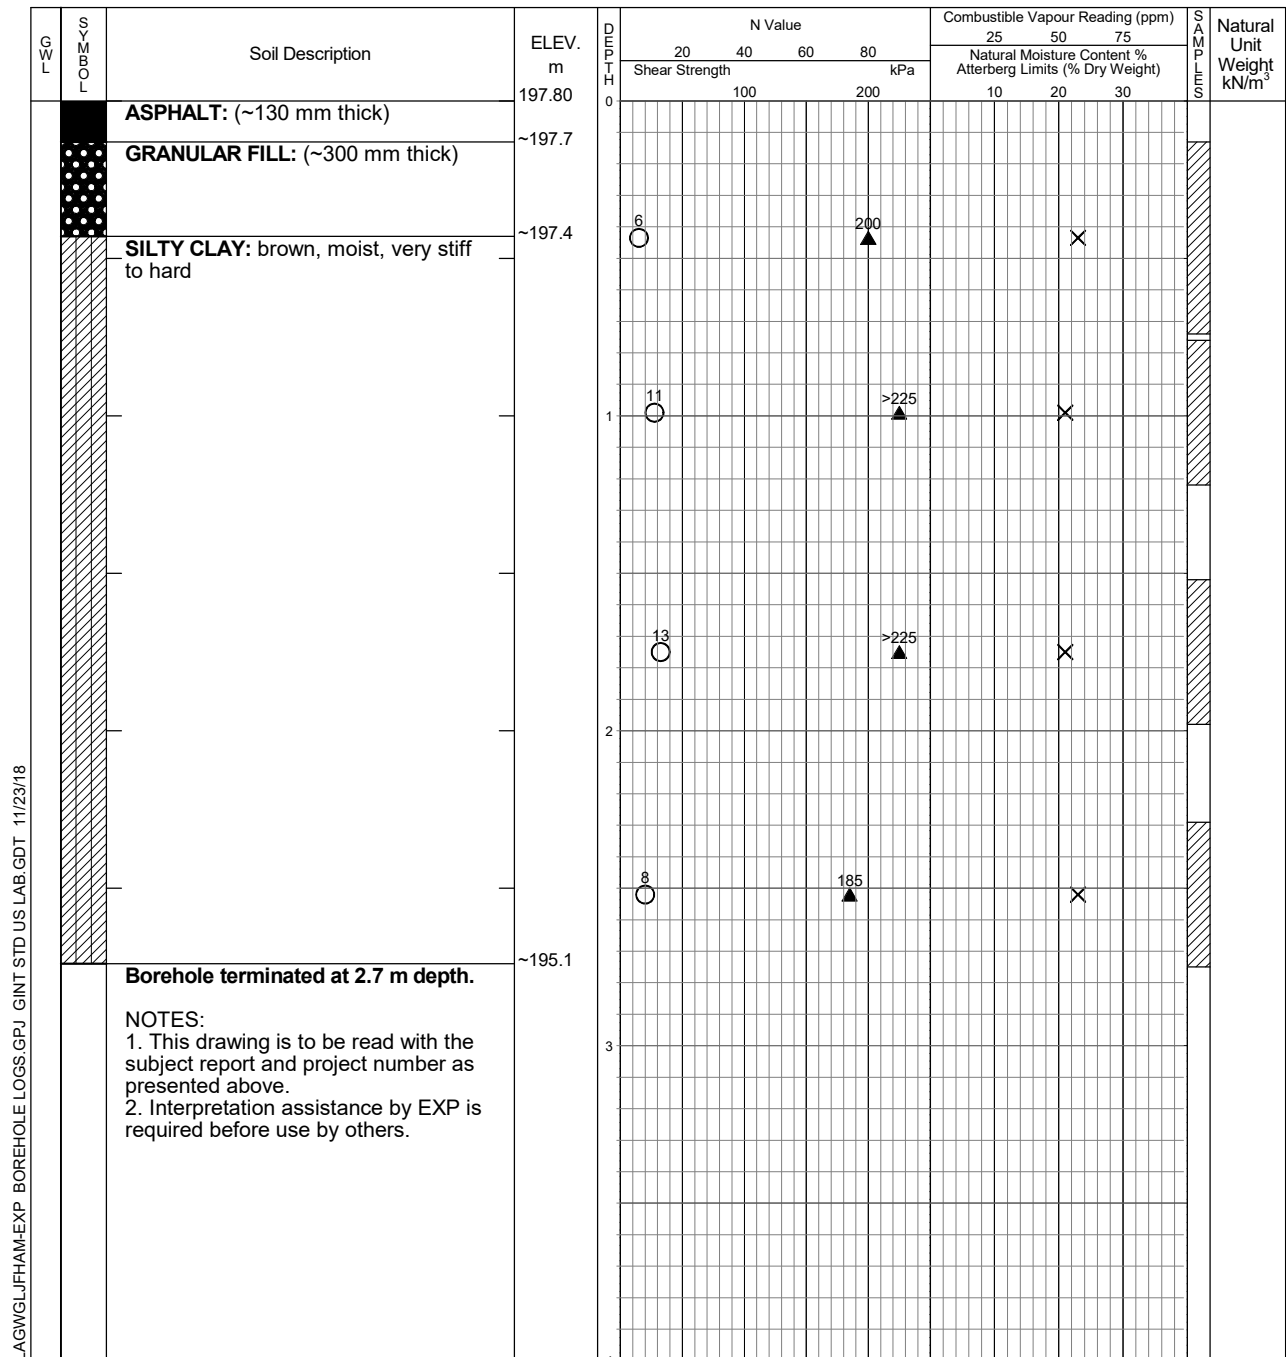 GWL
SYMBOL
Soil Description
ELEV.
m
197.80
DEPTH
N Value
20 40 60 80
Shear Strength kPa
100 200
Combustible Vapour Reading (ppm)
25 50 75
Natural Moisture Content %
Atterberg Limits (% Dry Weight)
10 20 30
SAMPLES
Natural
Unit
Weight
kN/m³
0
ASPHALT: (~130 mm thick)
~197.7
GRANULAR FILL: (~300 mm thick)
6 200
~197.4
SILTY CLAY: brown, moist, very stiff
to hard
11 >225
1
13 >225
2
8 185
~195.1
Borehole terminated at 2.7 m depth.
NOTES:
1. This drawing is to be read with the
subject report and project number as
presented above.
2. Interpretation assistance by EXP is
required before use by others.
3
LAGWGLJFHAM-EXP BOREHOLE LOGS.GPJ GINT STD US LAB.GDT 11/23/18